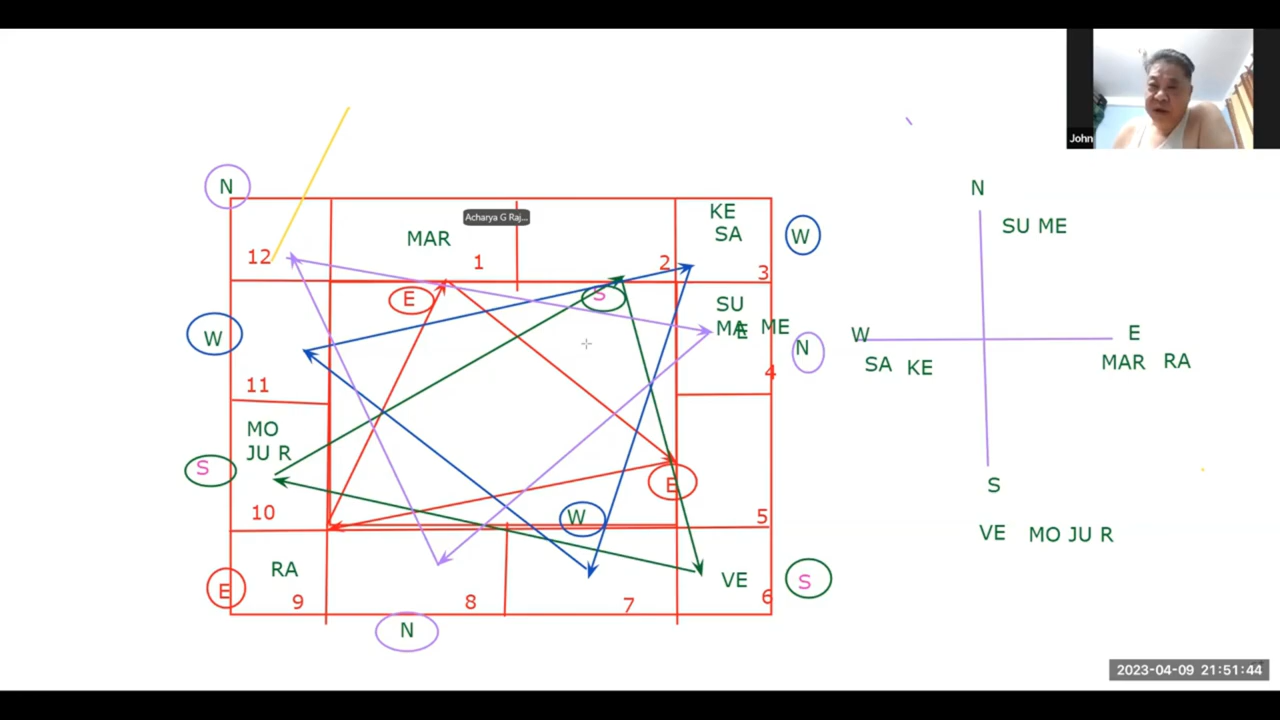 John
N
Acharya G Raj...
KE
SA
W
MAR
12
1
2
3
E
S
SU
MA E ME
N
W
11
4
MO
JU R
S
10
E
5
W
RA
E
9
8
7
VE
6
S
N
N
SU ME
W
E
SA KE
MAR RA
S
VE MO JU R
2023-04-09 21:51:44